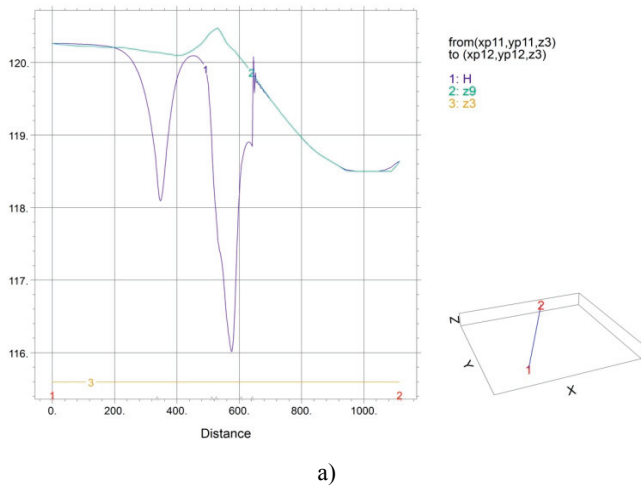 120.
119.
118.
117.
116.
1
2
3
1
2
0.
200.
400.
600.
800.
1000.
Distance
from(xp11,yp11,z3)
to (xp12,yp12,z3)
1: H
2: z9
3: z3
Z
Y
X
1
2
a)